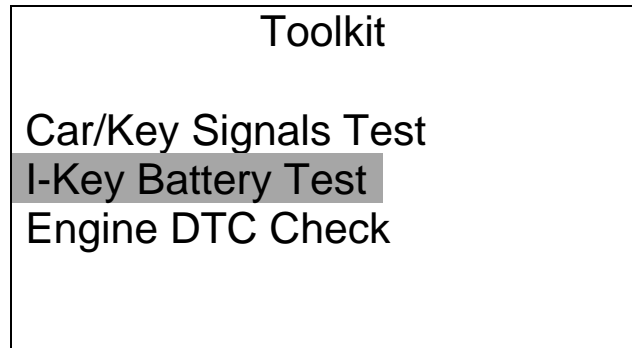 Toolkit
Car/Key Signals Test
I-Key Battery Test
Engine DTC Check